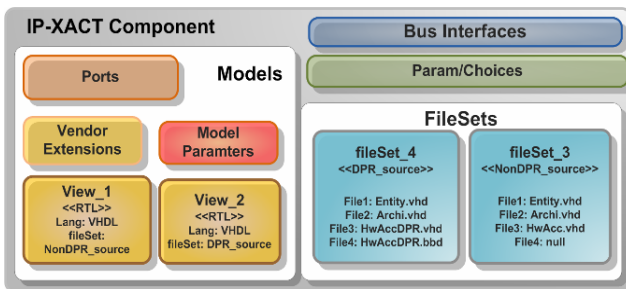 IP-XACT Component
Ports
Models
Vendor
Extensions
Model
Paramters
View_1
<<RTL>>
Lang: VHDL
fileSet:
NonDPR_source
View_2
<<RTL>>
Lang: VHDL
fileSet: DPR_source
Bus Interfaces
Param/Choices
FileSets
fileSet_4
<<DPR_source>>
File1: Entity.vhd
File2: Archi.vhd
File3: HwAccDPR.vhd
File4: HwAccDPR.bbd
fileSet_3
<<NonDPR_source>>
File1: Entity.vhd
File2: Archi.vhd
File3: HwAcc.vhd
File4: null